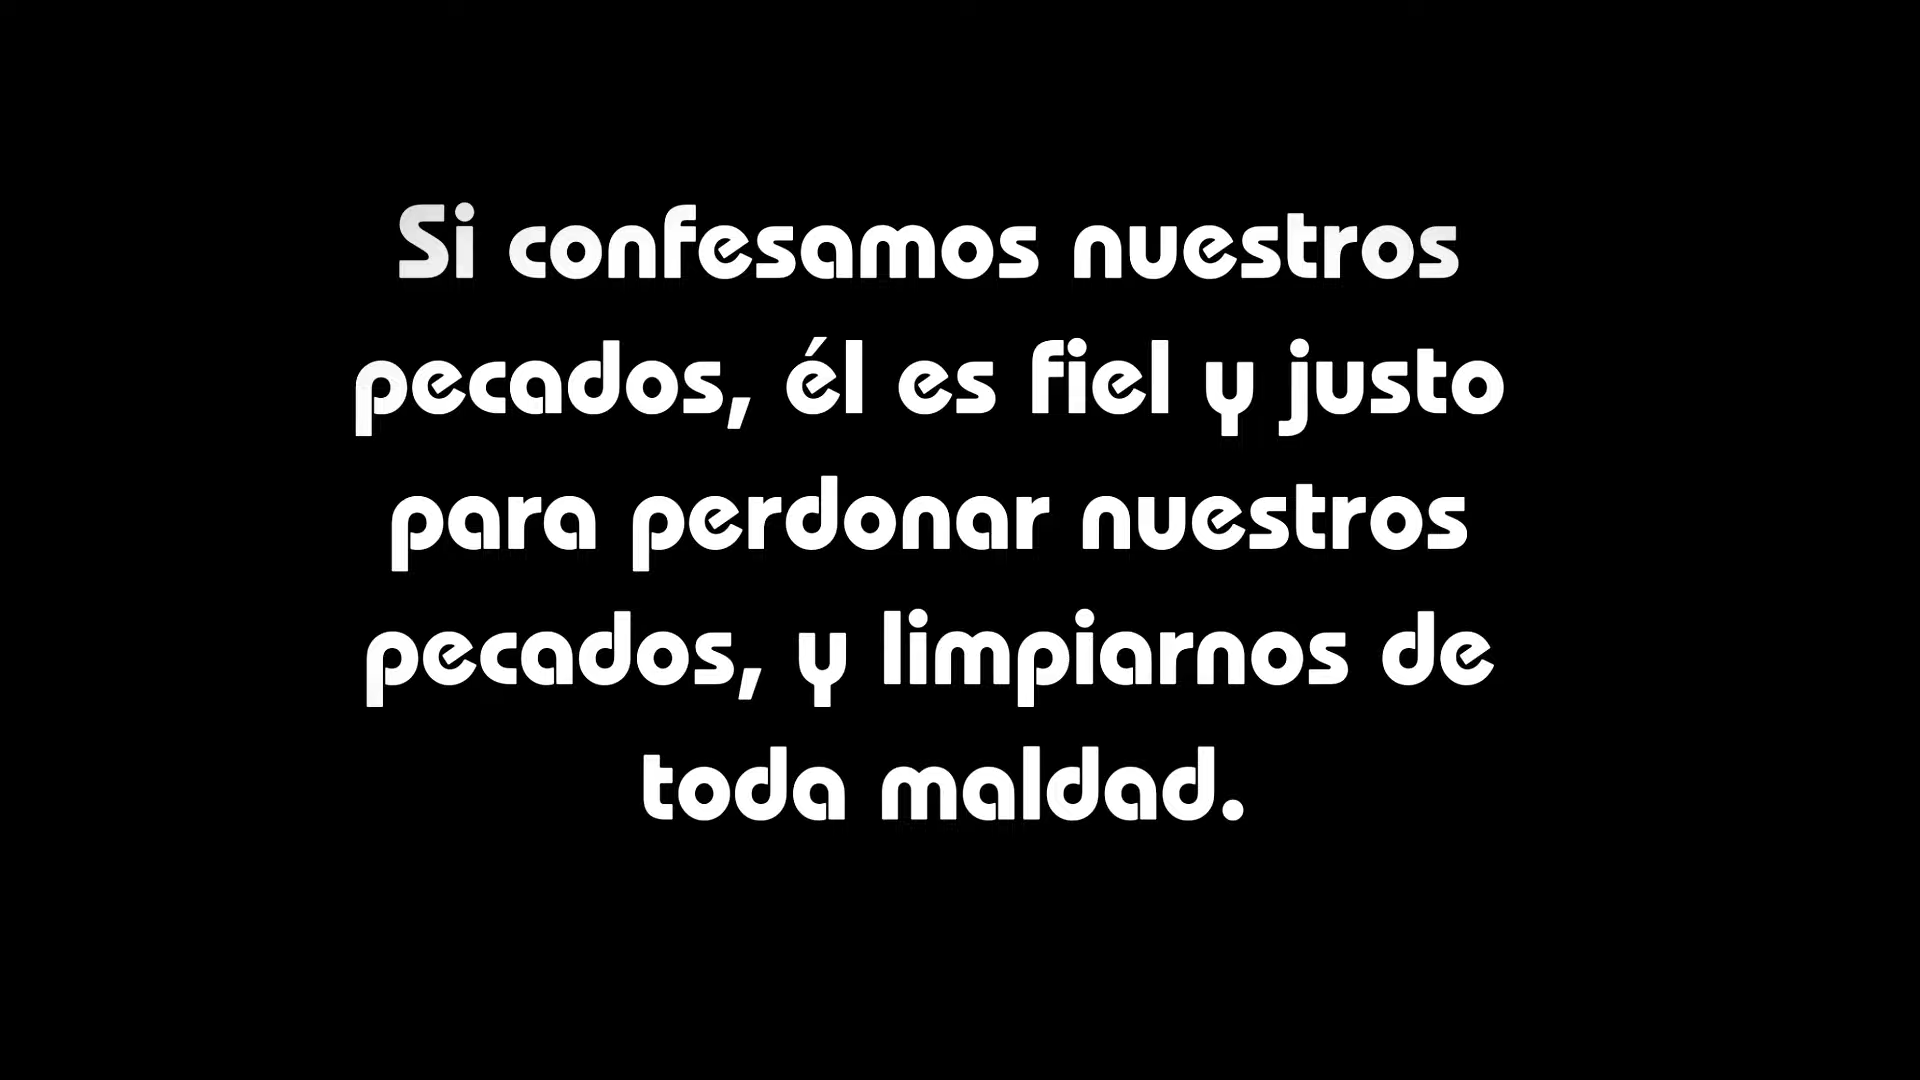 Si confesamos nuestros
pecados, él es fiel y justo
para perdonar nuestros
pecados, y limpiarnos de
toda maldad.